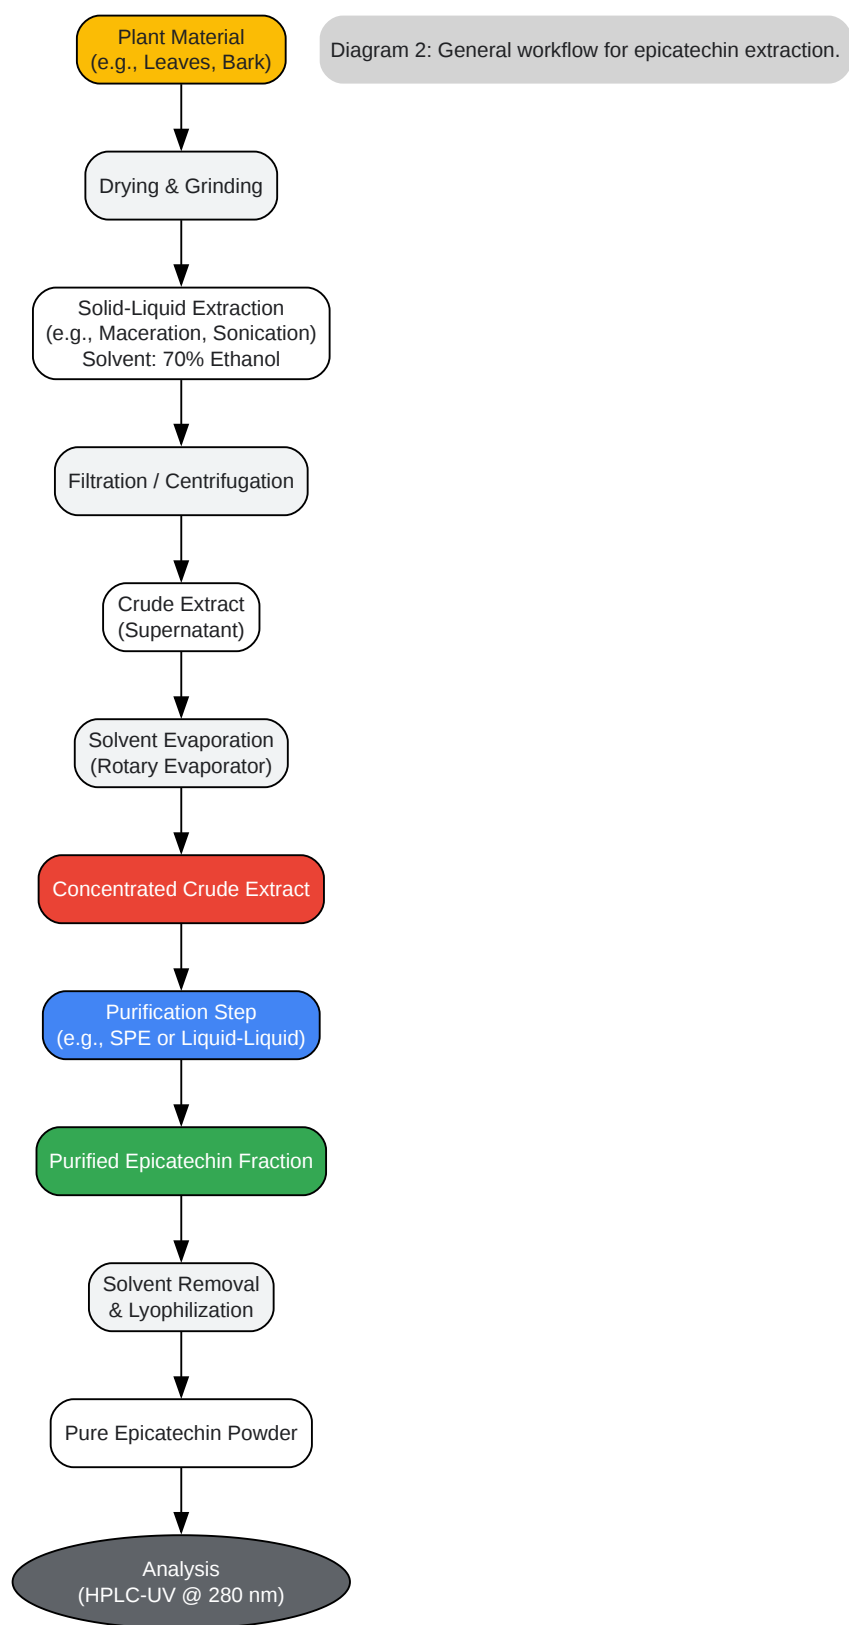 Plant Material
(e.g., Leaves, Bark)
Diagram 2: General workflow for epicatechin extraction.
Drying & Grinding
Solid-Liquid Extraction
(e.g., Maceration, Sonication)
Solvent: 70% Ethanol
Filtration / Centrifugation
Crude Extract
(Supernatant)
Solvent Evaporation
(Rotary Evaporator)
Concentrated Crude Extract
Purification Step
(e.g., SPE or Liquid-Liquid)
Purified Epicatechin Fraction
Solvent Removal
& Lyophilization
Pure Epicatechin Powder
Analysis
(HPLC-UV @ 280 nm)